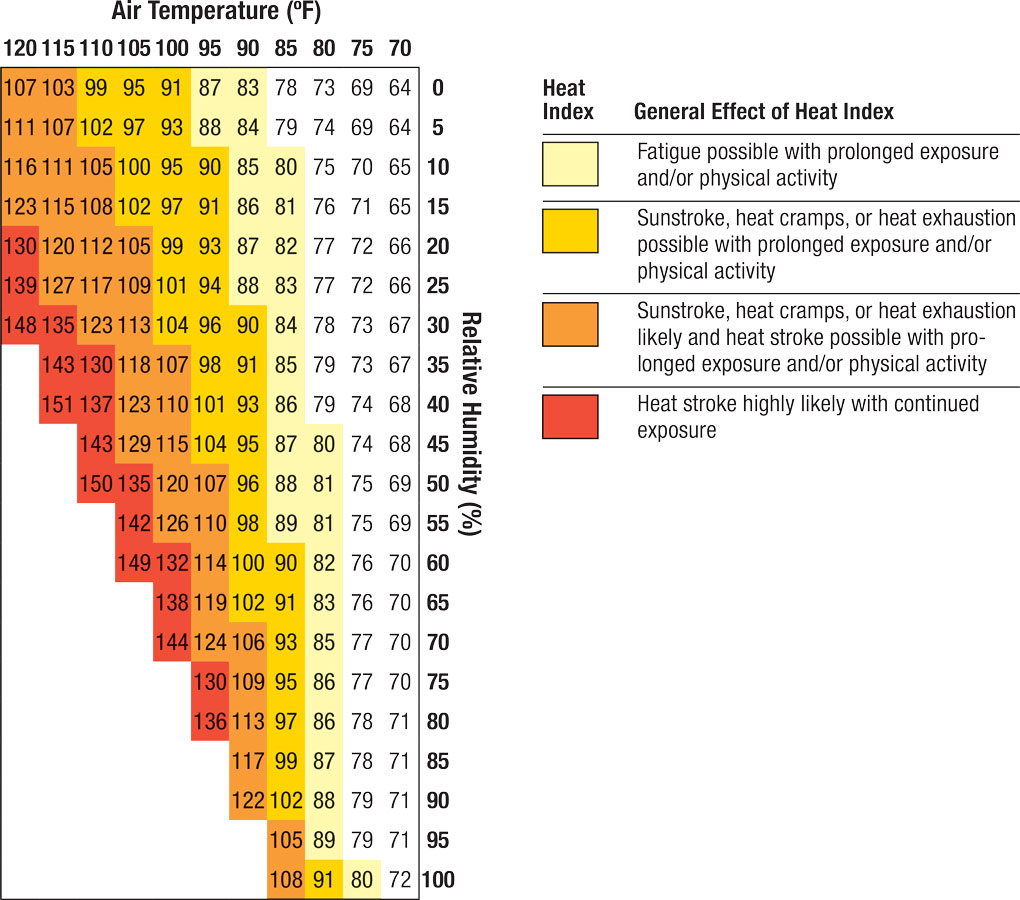 Air Temperature (ºF)
120 115 110 105 100 95 90 85 80 75 70
107 103 99 95 91 87 83 78 73 69 64 0
111 107 102 97 93 88 84 79 74 69 64 5
116 111 105 100 95 90 85 80 75 70 65 10
123 115 108 102 97 91 86 81 76 71 65 15
130 120 112 105 99 93 87 82 77 72 66 20
139 127 117 109 101 94 88 83 77 72 66 25
148 135 123 113 104 96 90 84 78 73 67 30
143 130 118 107 98 91 85 79 73 67 35
151 137 123 110 101 93 86 79 74 68 40
143 129 115 104 95 87 80 74 68 45
150 135 120 107 96 88 81 75 69 50
142 126 110 98 89 81 75 69 55
149 132 114 100 90 82 76 70 60
138 119 102 91 83 76 70 65
144 124 106 93 85 77 70 70
130 109 95 86 77 70 75
136 113 97 86 78 71 80
117 99 87 78 71 85
122 102 88 79 71 90
105 89 79 71 95
108 91 80 72 100
Relative Humidity (%)
Heat
Index
General Effect of Heat Index
Fatigue possible with prolonged exposure
and/or physical activity
Sunstroke, heat cramps, or heat exhaustion
possible with prolonged exposure and/or
physical activity
Sunstroke, heat cramps, or heat exhaustion
likely and heat stroke possible with pro-
longed exposure and/or physical activity
Heat stroke highly likely with continued
exposure